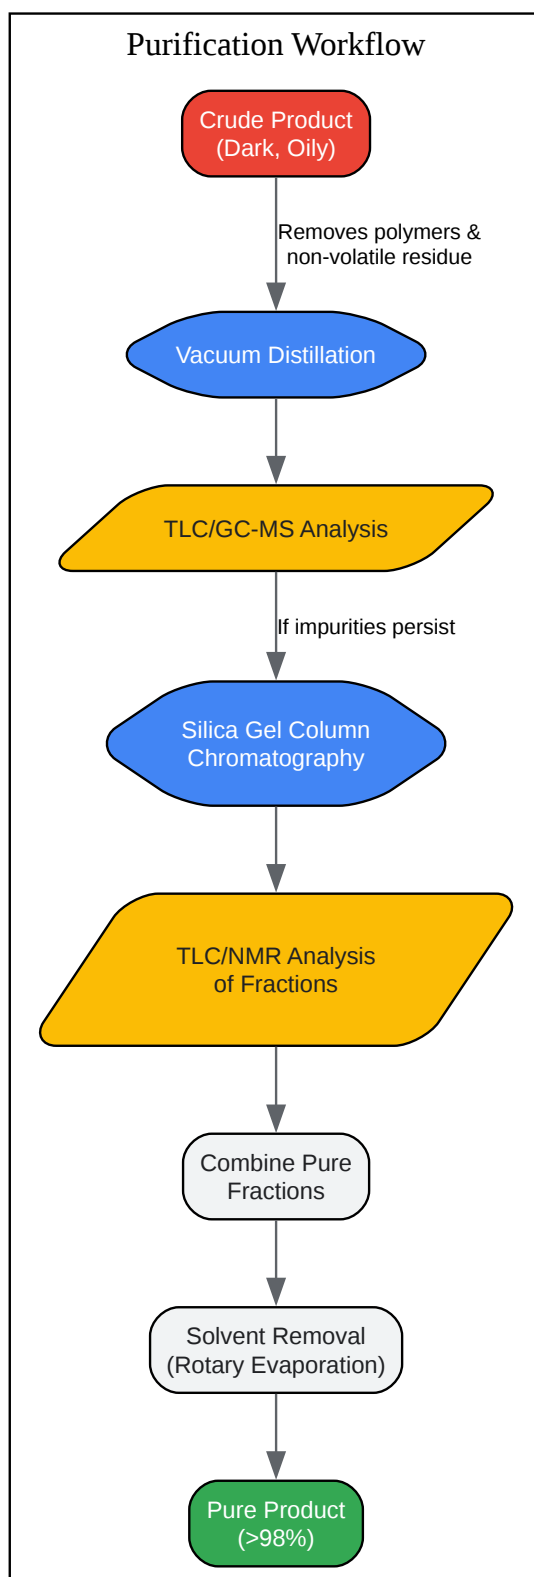 Purification Workflow
Crude Product
(Dark, Oily)
Removes polymers &
non-volatile residue
Vacuum Distillation
TLC/GC-MS Analysis
If impurities persist
Silica Gel Column
Chromatography
TLC/NMR Analysis
of Fractions
Combine Pure
Fractions
Solvent Removal
(Rotary Evaporation)
Pure Product
(>98%)